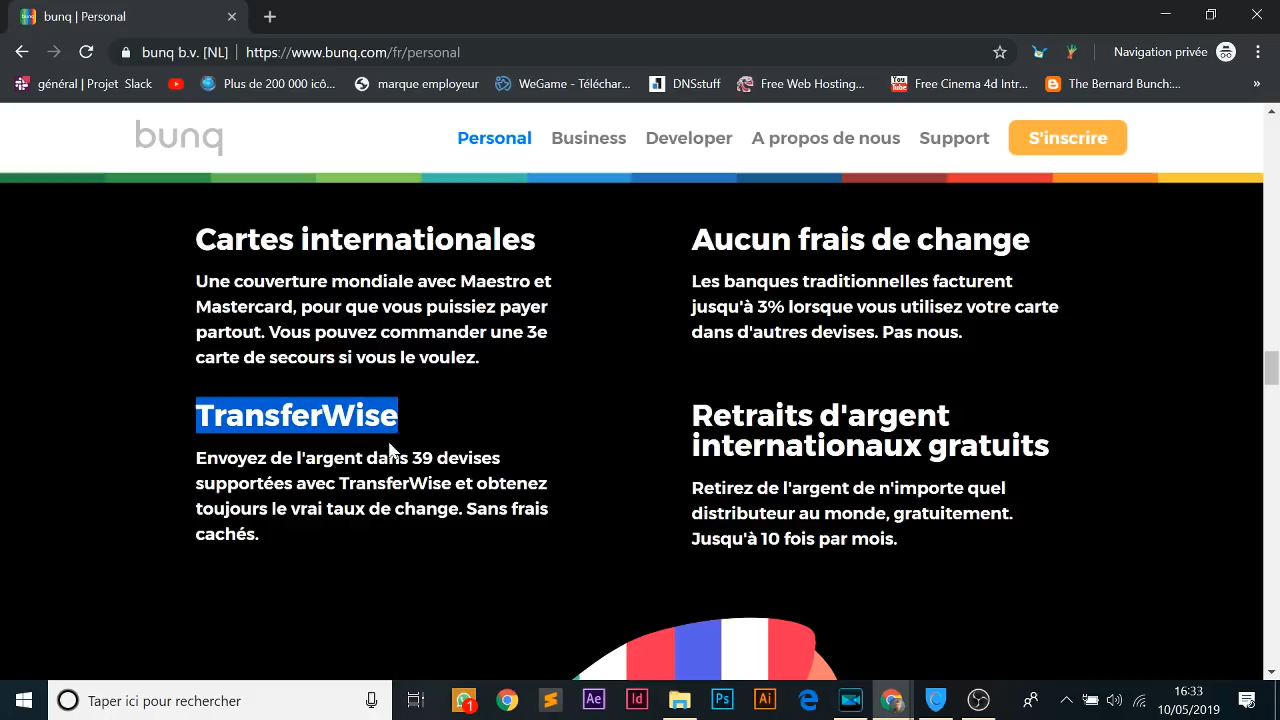 bunq | Personal
bunq b.v. [NL] | https://www.bunq.com/fr/personal
Navigation privée
général | Projet Slack
Plus de 200 000 icô...
marque employeur
WeGame - Téléchar...
DNSstuff
Free Web Hosting...
You Tube
Free Cinema 4d Intr...
The Bernard Bunch:...
bunq
Personal
Business
Developer
A propos de nous
Support
S'inscrire
Cartes internationales
Une couverture mondiale avec Maestro et
Mastercard, pour que vous puissiez payer
partout. Vous pouvez commander une 3e
carte de secours si vous le voulez.
Aucun frais de change
Les banques traditionnelles facturent
jusqu'à 3% lorsque vous utilisez votre carte
dans d'autres devises. Pas nous.
TransferWise
Envoyez de l'argent dans 39 devises
supportées avec TransferWise et obtenez
toujours le vrai taux de change. Sans frais
cachés.
Retraits d'argent
internationaux gratuits
Retirez de l'argent de n'importe quel
distributeur au monde, gratuitement.
Jusqu'à 10 fois par mois.
Taper ici pour rechercher
1
Ae
Id
Ps
Ai
16:33
10/05/2019